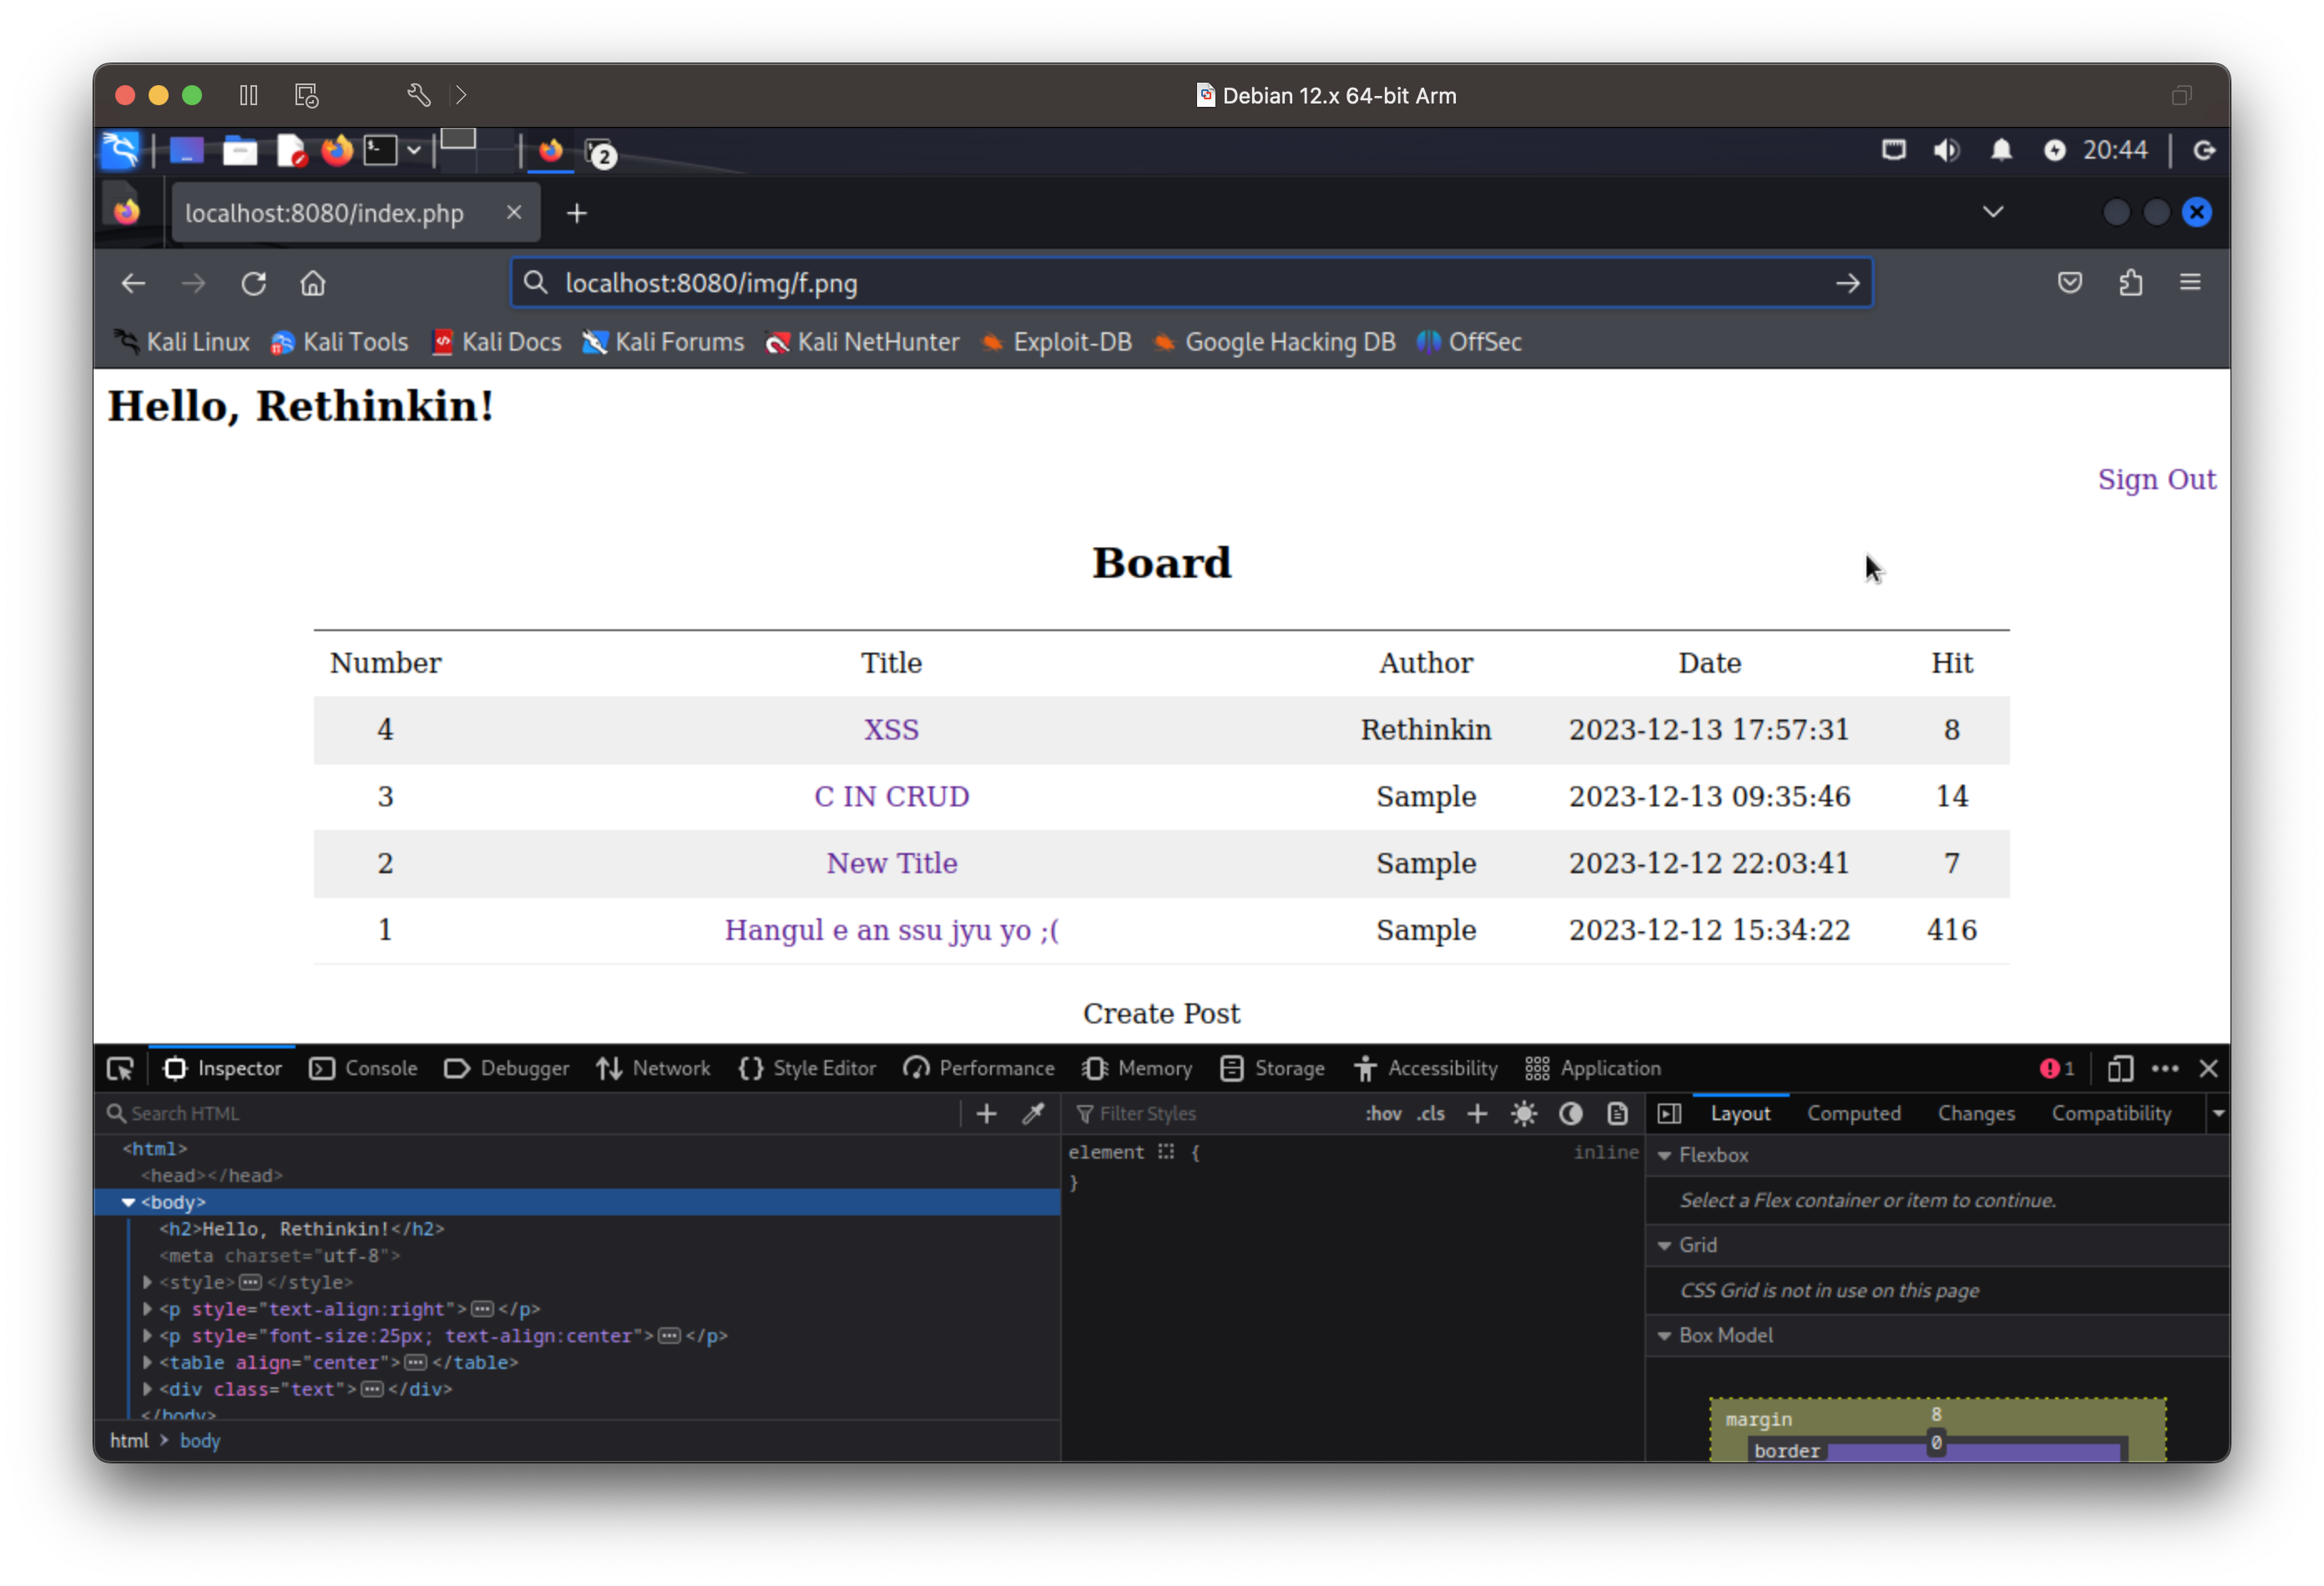 Debian 12.x 64-bit Arm
2
20:44
localhost:8080/index.php
localhost:8080/img/f.png
Kali Linux Kali Tools Kali Docs Kali Forums Kali NetHunter Exploit-DB Google Hacking DB OffSec
Hello, Rethinkin!
Sign Out
Board
Number Title Author Date Hit
4 XSS Rethinkin 2023-12-13 17:57:31 8
3 C IN CRUD Sample 2023-12-13 09:35:46 14
2 New Title Sample 2023-12-12 22:03:41 7
1 Hangul e an ssu jyu yo ;( Sample 2023-12-12 15:34:22 416
Create Post
Inspector Console Debugger Network Style Editor Performance Memory Storage Accessibility Application 1
Search HTML
Filter Styles :hov .cls
Layout Computed Changes Compatibility
<html>
<head></head>
<body>
<h2>Hello, Rethinkin!</h2>
<meta charset="utf-8">
<style>⋯</style>
<p style="text-align:right">⋯</p>
<p style="font-size:25px; text-align:center">⋯</p>
<table align="center">⋯</table>
<div class="text">⋯</div>
</body>
html > body
element {
inline
}
Flexbox
Select a Flex container or item to continue.
Grid
CSS Grid is not in use on this page
Box Model
margin 8
border 0